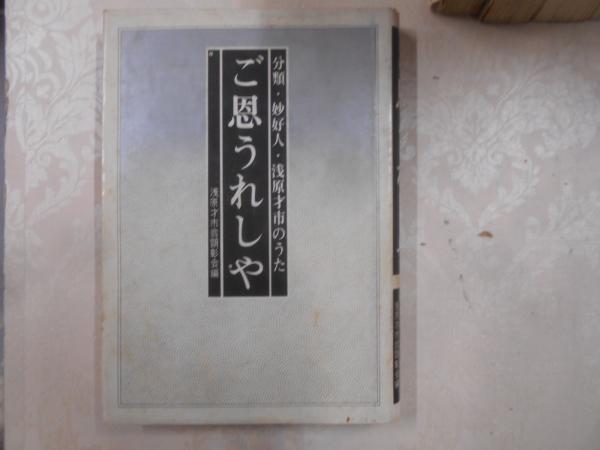 分類・妙好人・浅原才市のうた
ご恩うれしや
浅原才市翁顕彰会編